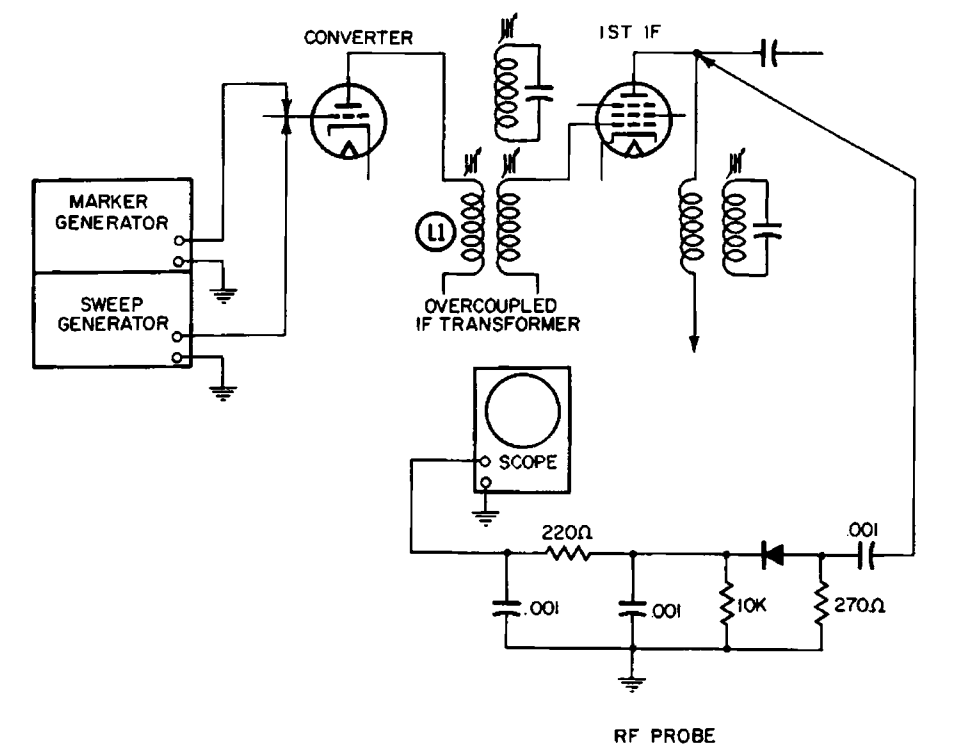 CONVERTER
1ST IF
MARKER
GENERATOR
L1
SWEEP
GENERATOR
OVERCOUPLED
IF TRANSFORMER
SCOPE
220Ω
.001
.001
.001
10K
270Ω
RF PROBE